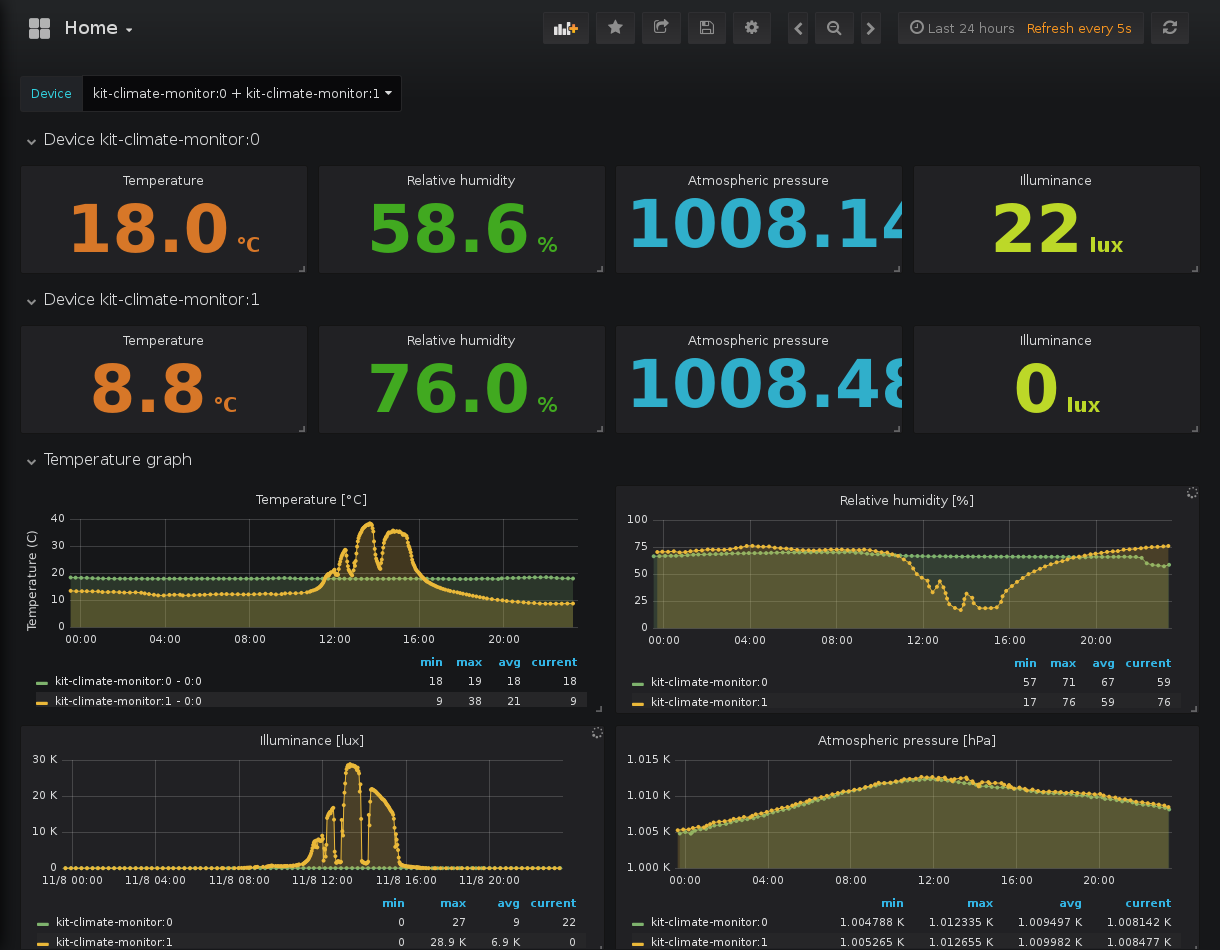 Home
Last 24 hours Refresh every 5s
Device kit-climate-monitor:0 + kit-climate-monitor:1
Device kit-climate-monitor:0
Temperature Relative humidity Atmospheric pressure Illuminance
18.0 °C 58.6 % 1008.14 22 lux
Device kit-climate-monitor:1
Temperature Relative humidity Atmospheric pressure Illuminance
8.8 °C 76.0 % 1008.48 0 lux
Temperature graph
Temperature [°C]
Temperature (C)
40
30
20
10
0
00:00 04:00 08:00 12:00 16:00 20:00
min max avg current
kit-climate-monitor:0 - 0:0 18 19 18 18
kit-climate-monitor:1 - 0:0 9 38 21 9
Relative humidity [%]
100
75
50
25
0
00:00 04:00 08:00 12:00 16:00 20:00
min max avg current
kit-climate-monitor:0 57 71 67 59
kit-climate-monitor:1 17 76 59 76
Illuminance [lux]
30 K
20 K
10 K
0
11/8 00:00 11/8 04:00 11/8 08:00 11/8 12:00 11/8 16:00 11/8 20:00
min max avg current
kit-climate-monitor:0 0 27 9 22
kit-climate-monitor:1 0 28.9 K 6.9 K 0
Atmospheric pressure [hPa]
1.015 K
1.010 K
1.005 K
1.000 K
00:00 04:00 08:00 12:00 16:00 20:00
min max avg current
kit-climate-monitor:0 1.004788 K 1.012335 K 1.009497 K 1.008142 K
kit-climate-monitor:1 1.005265 K 1.012655 K 1.009982 K 1.008477 K